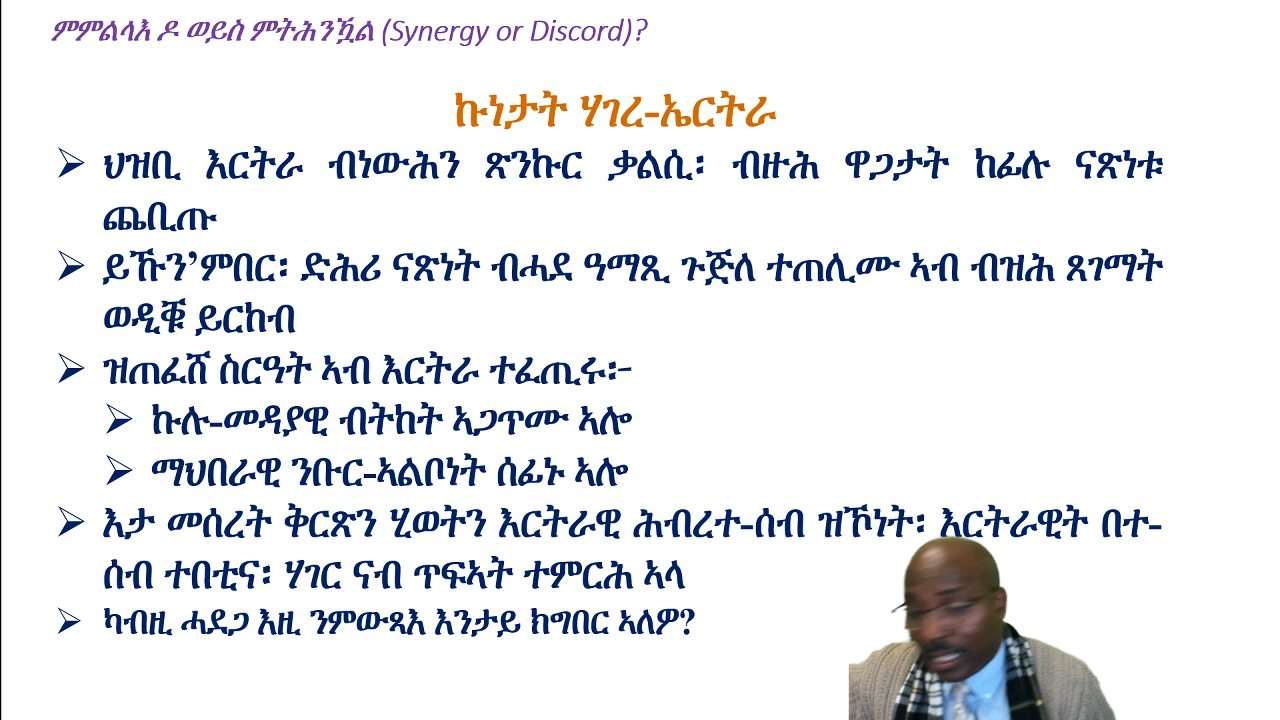 ምምልላእ ዶ ወይስ ምትሕንኳል (Synergy or Discord)?
ኩነታት ሃገረ-ኤርትራ
➢ ህዝቢ እርትራ ብነውሕን ጽንኩር ቃልሲ፡ ብዙሕ ዋጋታት ከፊሉ ናጽነቱ
ጨቢጡ
➢ ይኹን’ምበር፡ ድሕሪ ናጽነት ብሓደ ዓማጺ ጉጅለ ተጠሊሙ ኣብ ብዝሕ ጸገማት
ወዲቑ ይርከብ
➢ ዝጠፈሸ ስርዓት ኣብ እርትራ ተፈጢሩ፦
➢ ኩሉ-መዳያዊ ብትከት ኣጋጥሙ ኣሎ
➢ ማህበራዊ ንቡር-ኣልቦነት ሰፊኑ ኣሎ
➢ እታ መሰረት ቅርጽን ሂወትን እርትራዊ ሕብረተ-ሰብ ዝኾነት፡ እርትራዊት በተ-
ሰብ ተበቲና፡ ሃገር ናብ ጥፍኣት ተምርሕ ኣላ
➢ ካብዚ ሓደጋ እዚ ንምውጻእ እንታይ ክግበር ኣለዎ?